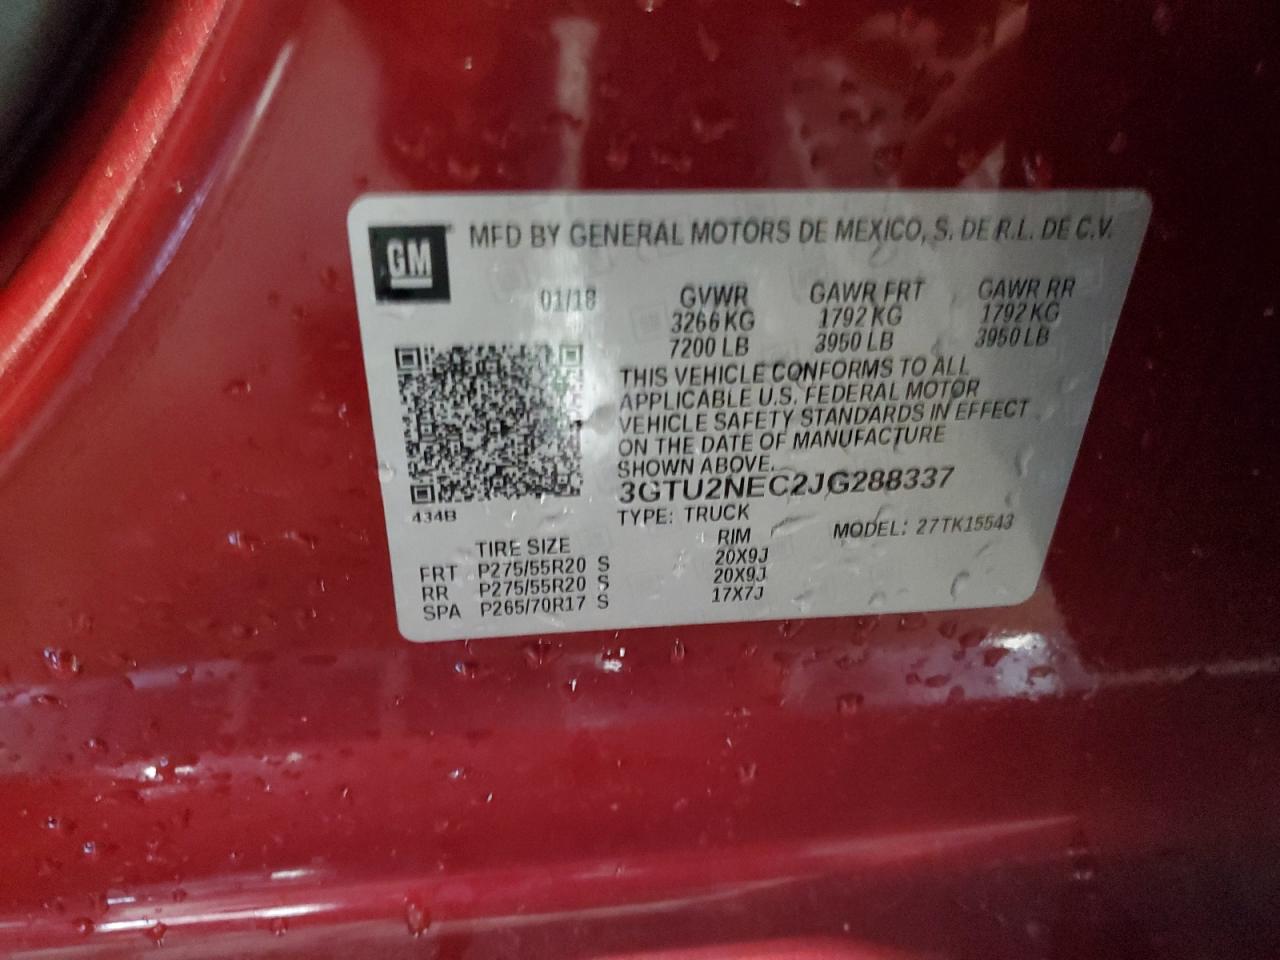 GM MFD BY GENERAL MOTORS DE MEXICO, S. DE R.L. DE C.V.
01/18 GVWR GAWR FRT GAWR RR
3266 KG 1792 KG 1792 KG
7200 LB 3950 LB 3950 LB
THIS VEHICLE CONFORMS TO ALL
APPLICABLE U.S. FEDERAL MOTOR
VEHICLE SAFETY STANDARDS IN EFFECT
ON THE DATE OF MANUFACTURE
SHOWN ABOVE.
3GTU2NEC2JG288337
434B TYPE: TRUCK MODEL: 27TK15543
TIRE SIZE RIM
FRT P275/55R20 S 20X9J
RR P275/55R20 S 20X9J
SPA P265/70R17 S 17X7J